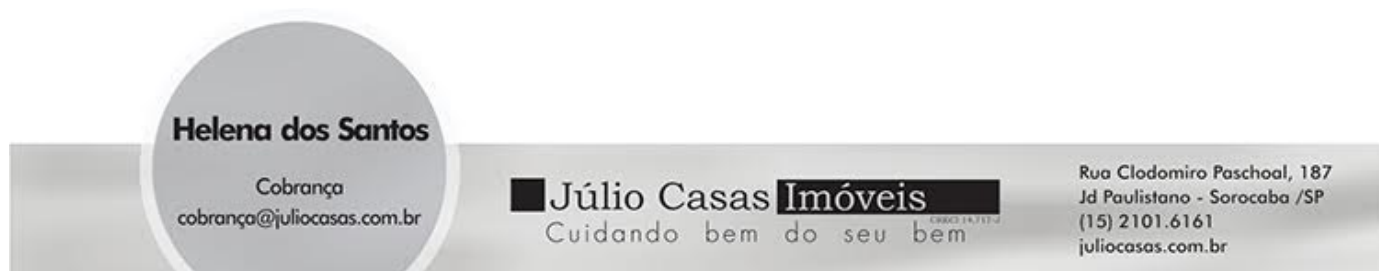 Helena dos Santos
Cobrança
cobrança@juliocasas.com.br
Júlio Casas Imóveis
Cuidando bem do seu bem
Rua Clodomiro Paschoal, 187
Jd Paulistano - Sorocaba /SP
(15) 2101.6161
juliocasas.com.br